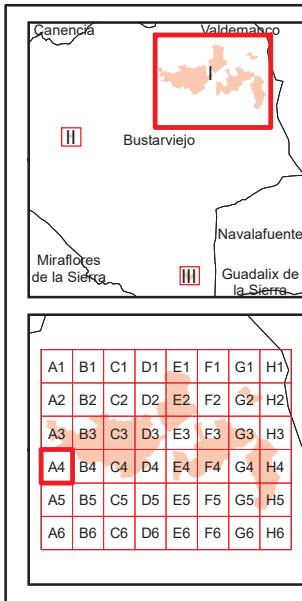 Canencia Valdemanco
I
II Bustarviejo
Navalafuente
Miraflores
de la Sierra
III
Guadalix de
la Sierra
A1 B1 C1 D1 E1 F1 G1 H1
A2 B2 C2 D2 E2 F2 G2 H2
A3 B3 C3 D3 E3 F3 G3 H3
A4 B4 C4 D4 E4 F4 G4 H4
A5 B5 C5 D5 E5 F5 G5 H5
A6 B6 C6 D6 E6 F6 G6 H6